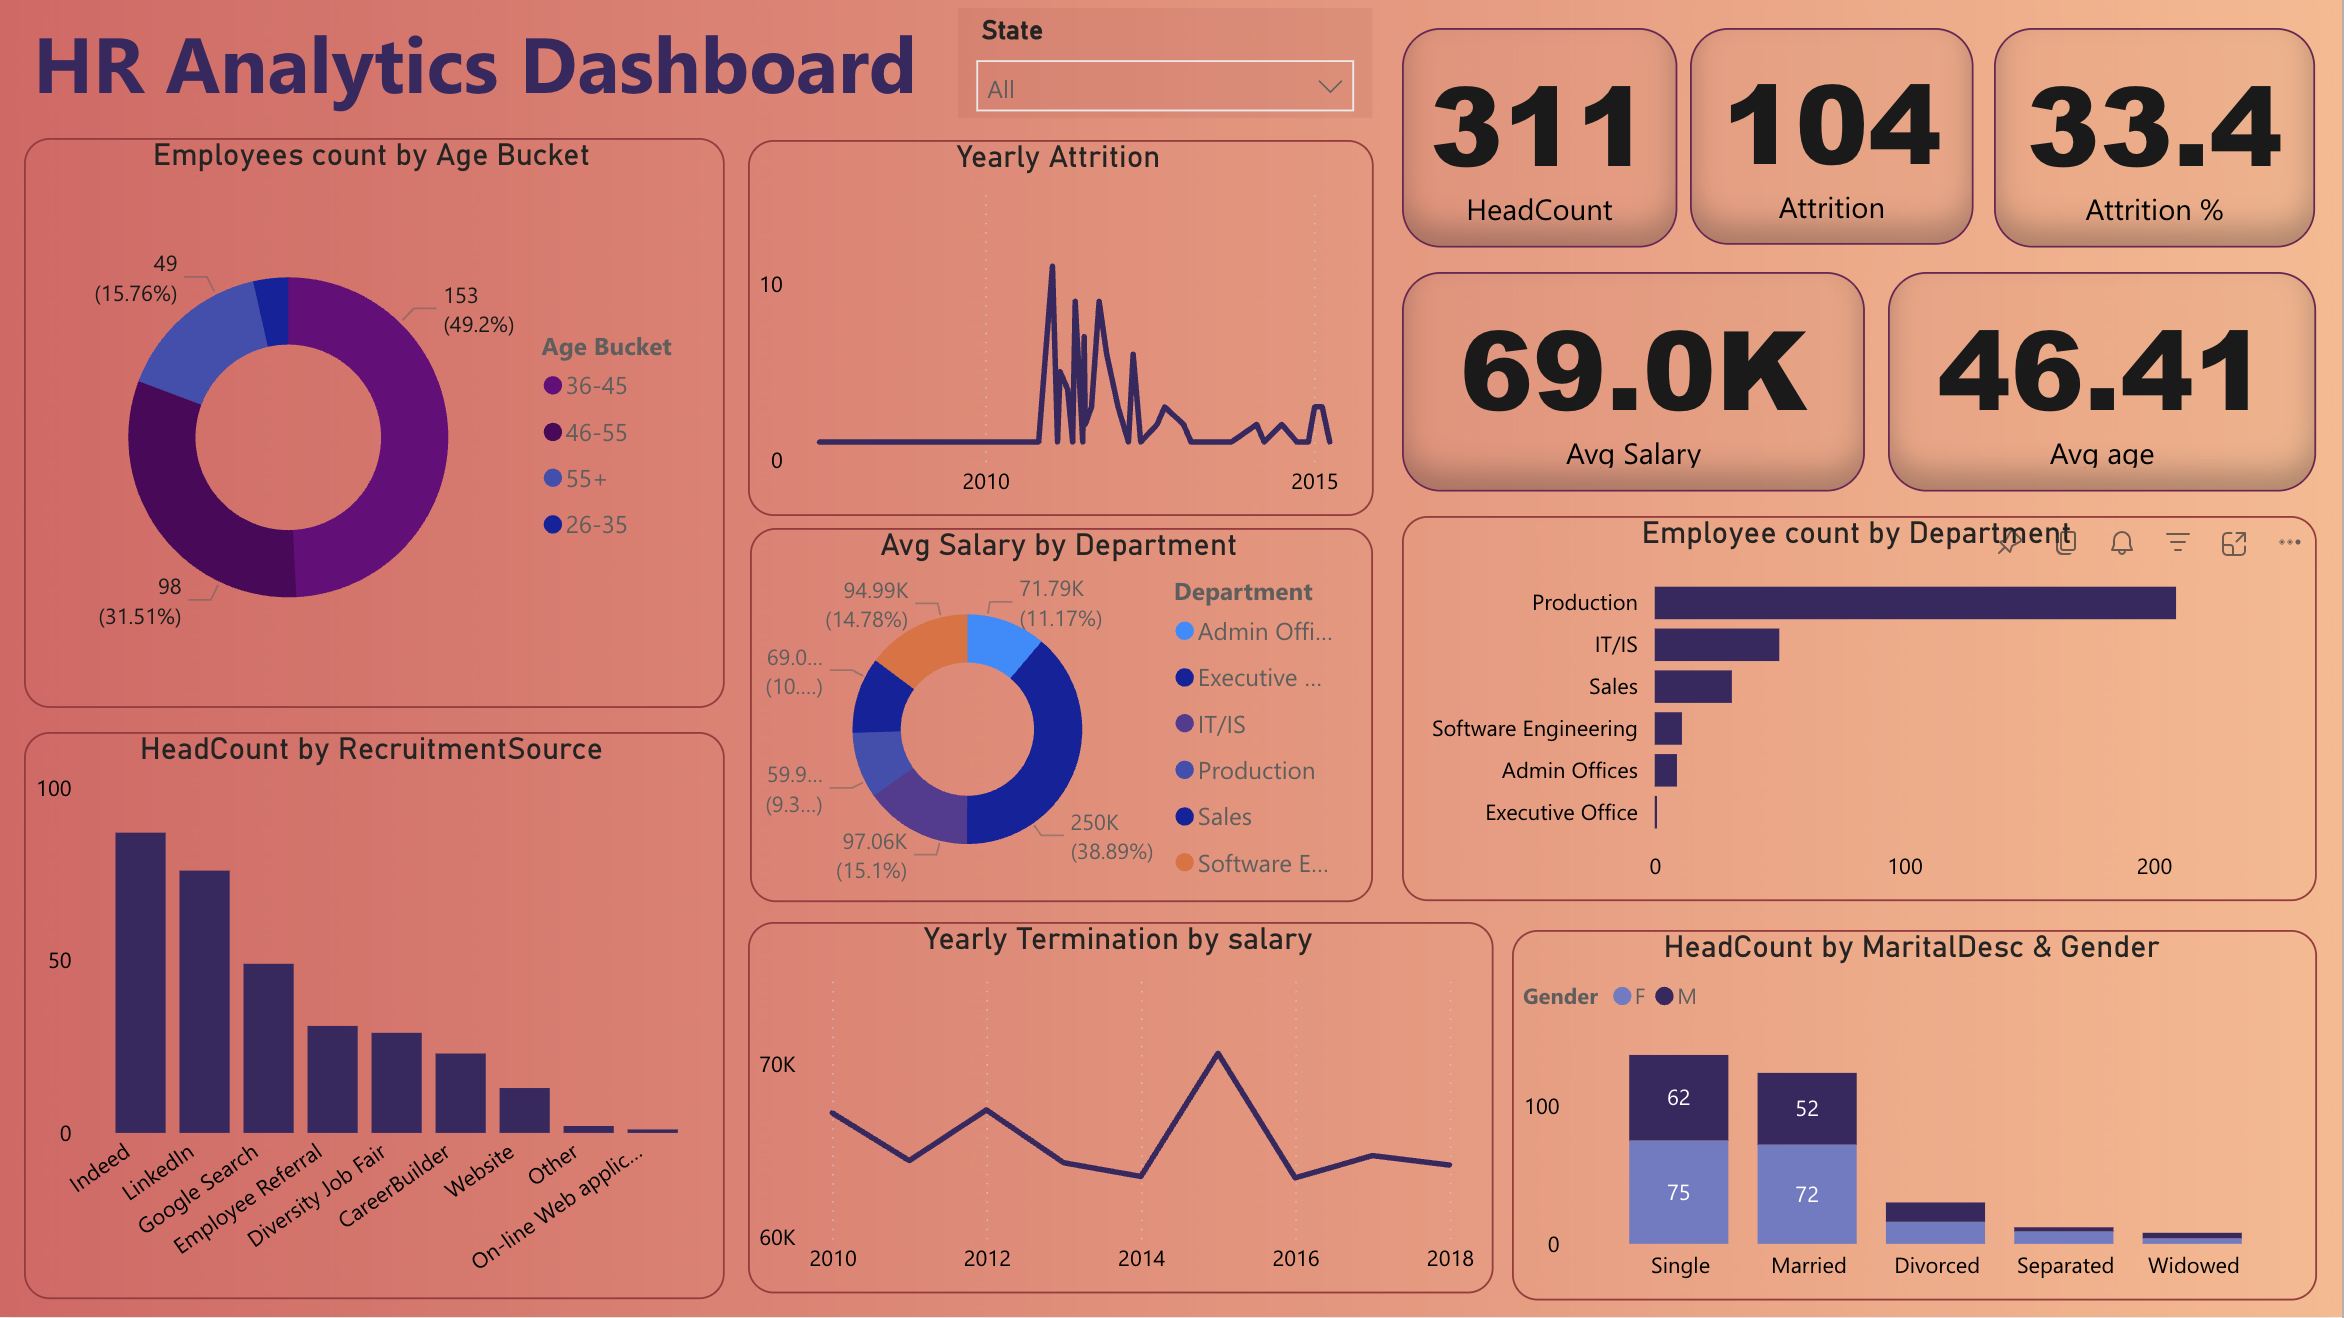 HR Analytics Dashboard
State
All
311
HeadCount
104
Attrition
33.4
Attrition %
69.0K
Avg Salary
46.41
Avg age
Employees count by Age Bucket
49
(15.76%)
153
(49.2%)
98
(31.51%)
Age Bucket
36-45
46-55
55+
26-35
Yearly Attrition
10
0
2010
2015
Avg Salary by Department
94.99K
(14.78%)
71.79K
(11.17%)
69.0...
(10....)
59.9...
(9.3...)
97.06K
(15.1%)
250K
(38.89%)
Department
Admin Offi...
Executive ...
IT/IS
Production
Sales
Software E...
Employee count by Department
Production
IT/IS
Sales
Software Engineering
Admin Offices
Executive Office
0
100
200
HeadCount by RecruitmentSource
100
50
0
Indeed
LinkedIn
Google Search
Employee Referral
Diversity Job Fair
CareerBuilder
Website
Other
On-line Web applic...
Yearly Termination by salary
70K
60K
2010
2012
2014
2016
2018
HeadCount by MaritalDesc & Gender
Gender
F
M
100
0
62
75
52
72
Single
Married
Divorced
Separated
Widowed